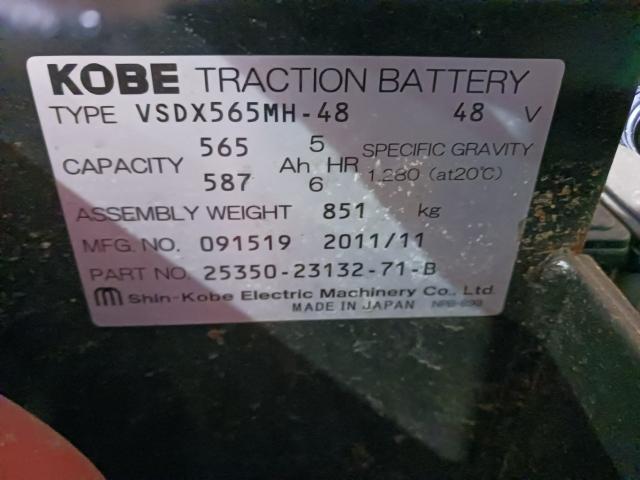 KOBE TRACTION BATTERY
TYPE VSDX565MH-48 48 V
CAPACITY 565 Ah 5 HR SPECIFIC GRAVITY
587 6 1.280 (at20℃)
ASSEMBLY WEIGHT 851 kg
MFG. NO. 091519 2011/11
PART NO. 25350-23132-71-B
Shin-Kobe Electric Machinery Co., Ltd.
MADE IN JAPAN